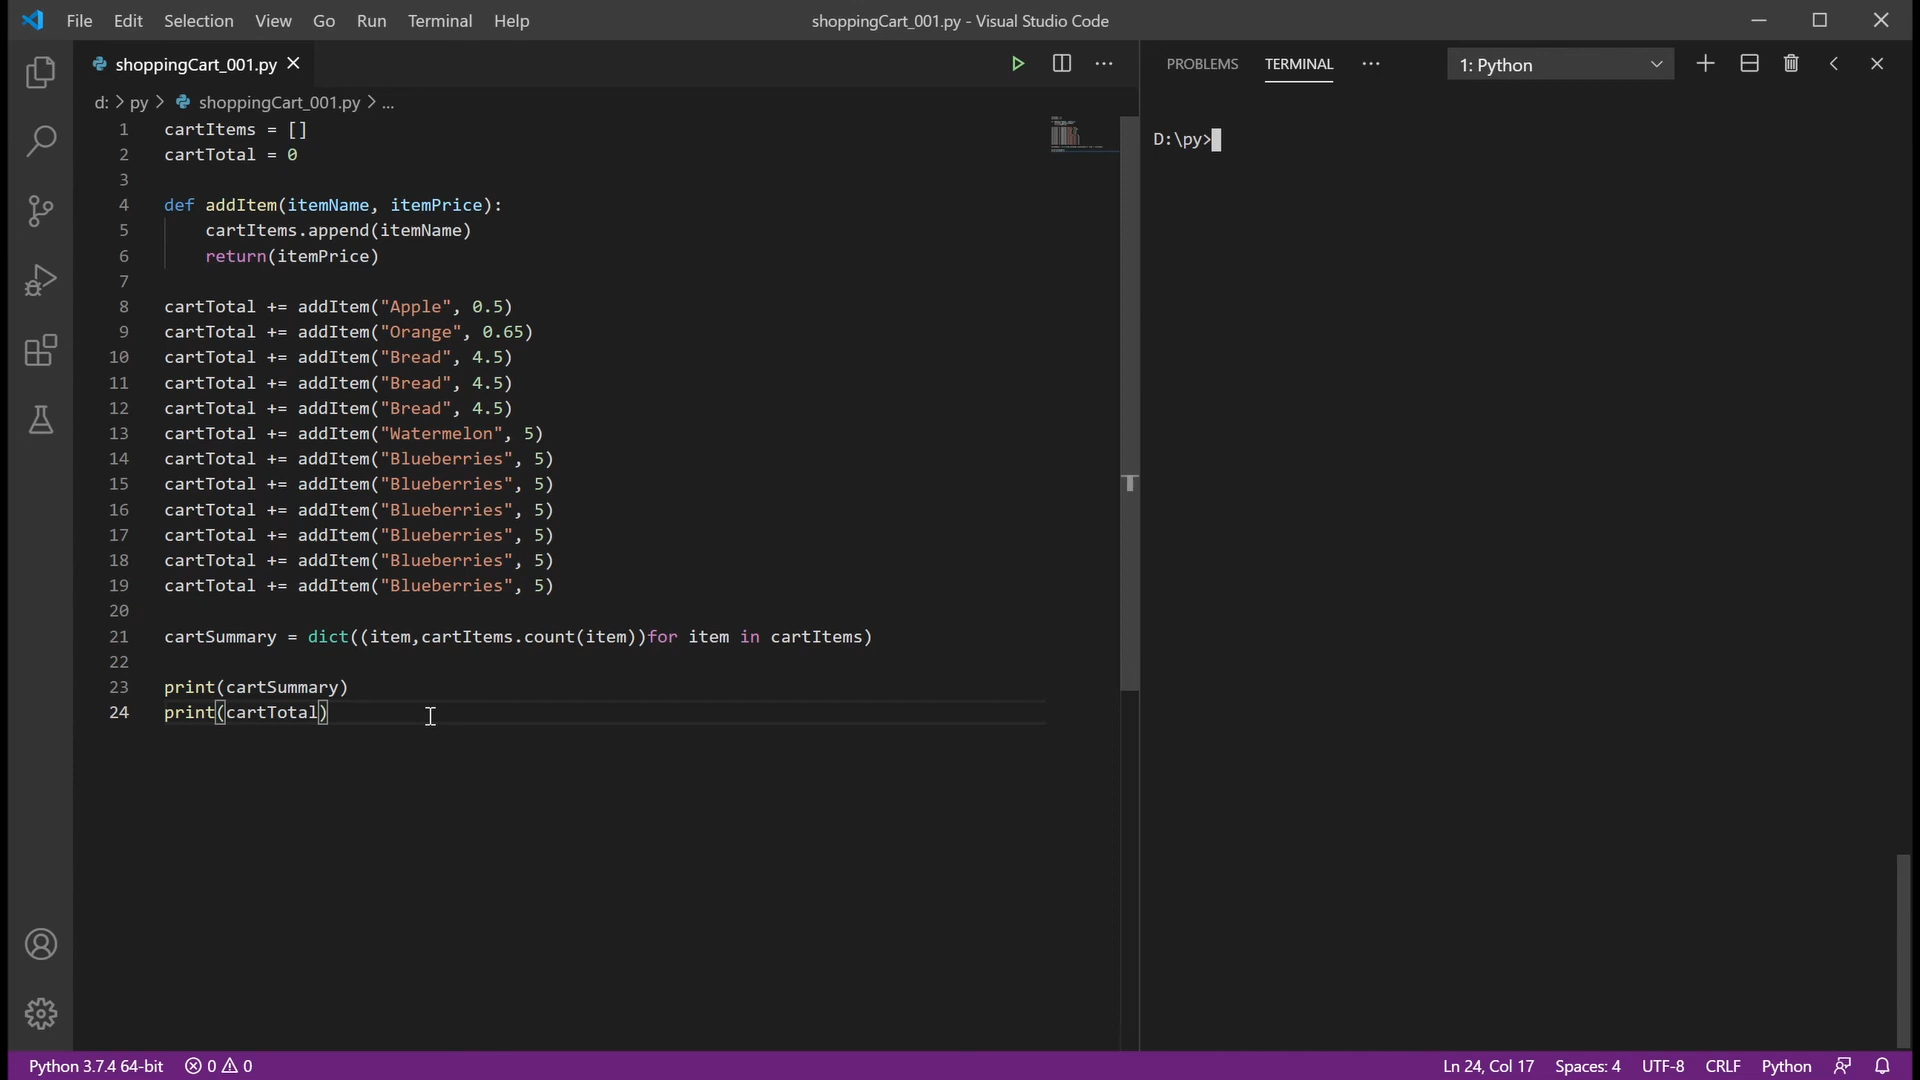 File Edit Selection View Go Run Terminal Help
shoppingCart_001.py - Visual Studio Code
shoppingCart_001.py
d: > py > shoppingCart_001.py > ...
1 cartItems = []
2 cartTotal = 0
3
4 def addItem(itemName, itemPrice):
5 cartItems.append(itemName)
6 return(itemPrice)
7
8 cartTotal += addItem("Apple", 0.5)
9 cartTotal += addItem("Orange", 0.65)
10 cartTotal += addItem("Bread", 4.5)
11 cartTotal += addItem("Bread", 4.5)
12 cartTotal += addItem("Bread", 4.5)
13 cartTotal += addItem("Watermelon", 5)
14 cartTotal += addItem("Blueberries", 5)
15 cartTotal += addItem("Blueberries", 5)
16 cartTotal += addItem("Blueberries", 5)
17 cartTotal += addItem("Blueberries", 5)
18 cartTotal += addItem("Blueberries", 5)
19 cartTotal += addItem("Blueberries", 5)
20
21 cartSummary = dict((item,cartItems.count(item))for item in cartItems)
22
23 print(cartSummary)
24 print(cartTotal)
PROBLEMS TERMINAL ... 1: Python
D:\py>
Python 3.7.4 64-bit 0 0 Ln 24, Col 17 Spaces: 4 UTF-8 CRLF Python